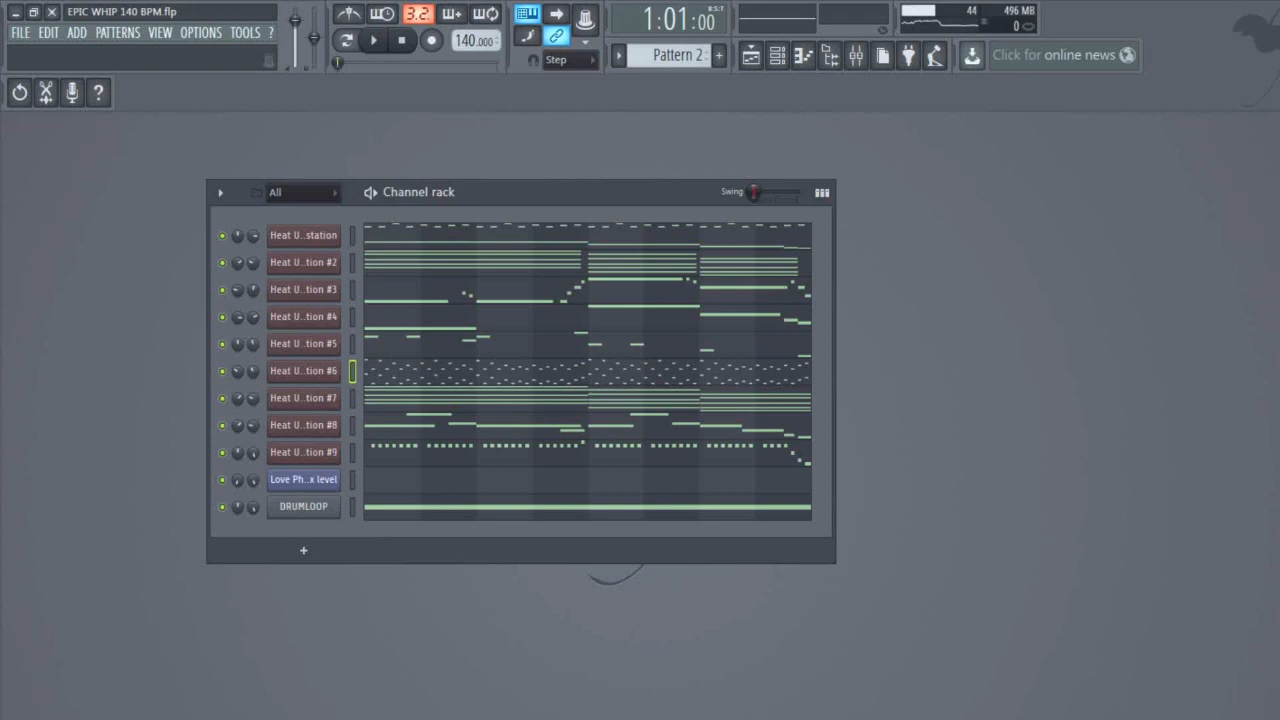 EPIC WHIP 140 BPM.flp
FILE EDIT ADD PATTERNS VIEW OPTIONS TOOLS ?
3.2
140.000
1:01:00
B:S:T
Step
Pattern 2
44
496 MB
0
Click for online news
?
All
Channel rack
Swing
Heat U..station
Heat U..tion #2
Heat U..tion #3
Heat U..tion #4
Heat U..tion #5
Heat U..tion #6
Heat U..tion #7
Heat U..tion #8
Heat U..tion #9
Love Ph..x level
DRUMLOOP
+